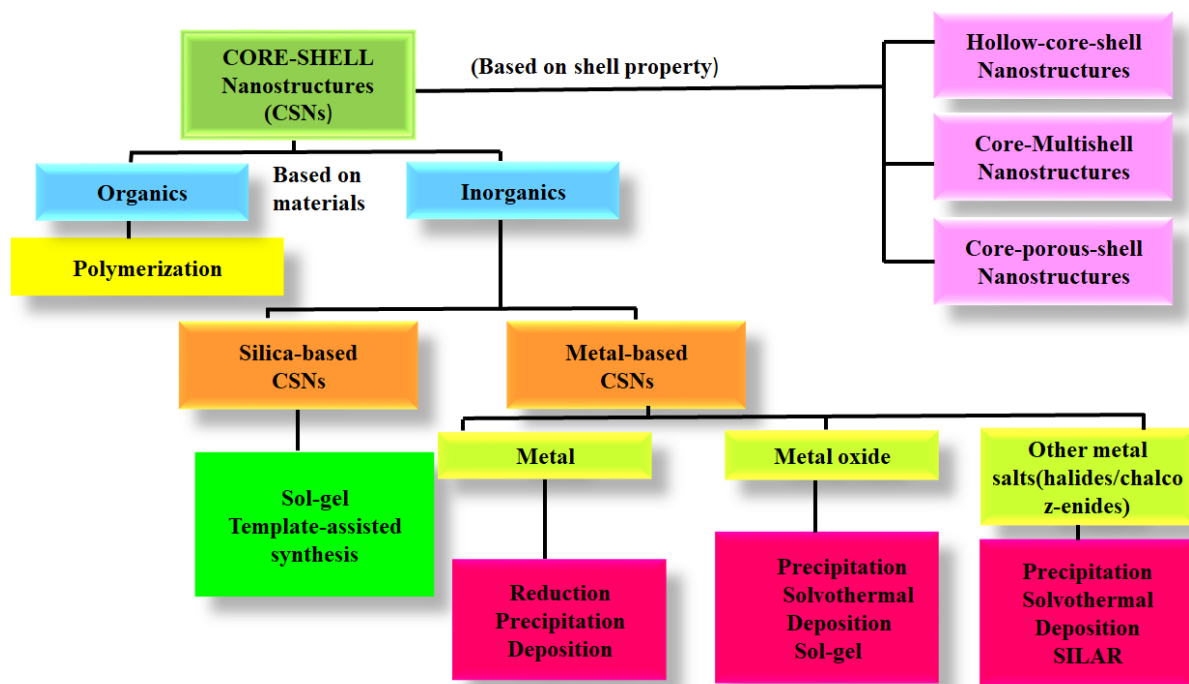 CORE-SHELL
Nanostructures
(CSNs)
(Based on shell property)
Hollow-core-shell
Nanostructures
Core-Multishell
Nanostructures
Core-porous-shell
Nanostructures
Based on
materials
Organics
Inorganics
Polymerization
Silica-based
CSNs
Metal-based
CSNs
Sol-gel
Template-assisted
synthesis
Metal
Metal oxide
Other metal
salts(halides/chalco
z-enides)
Reduction
Precipitation
Deposition
Precipitation
Solvothermal
Deposition
Sol-gel
Precipitation
Solvothermal
Deposition
SILAR